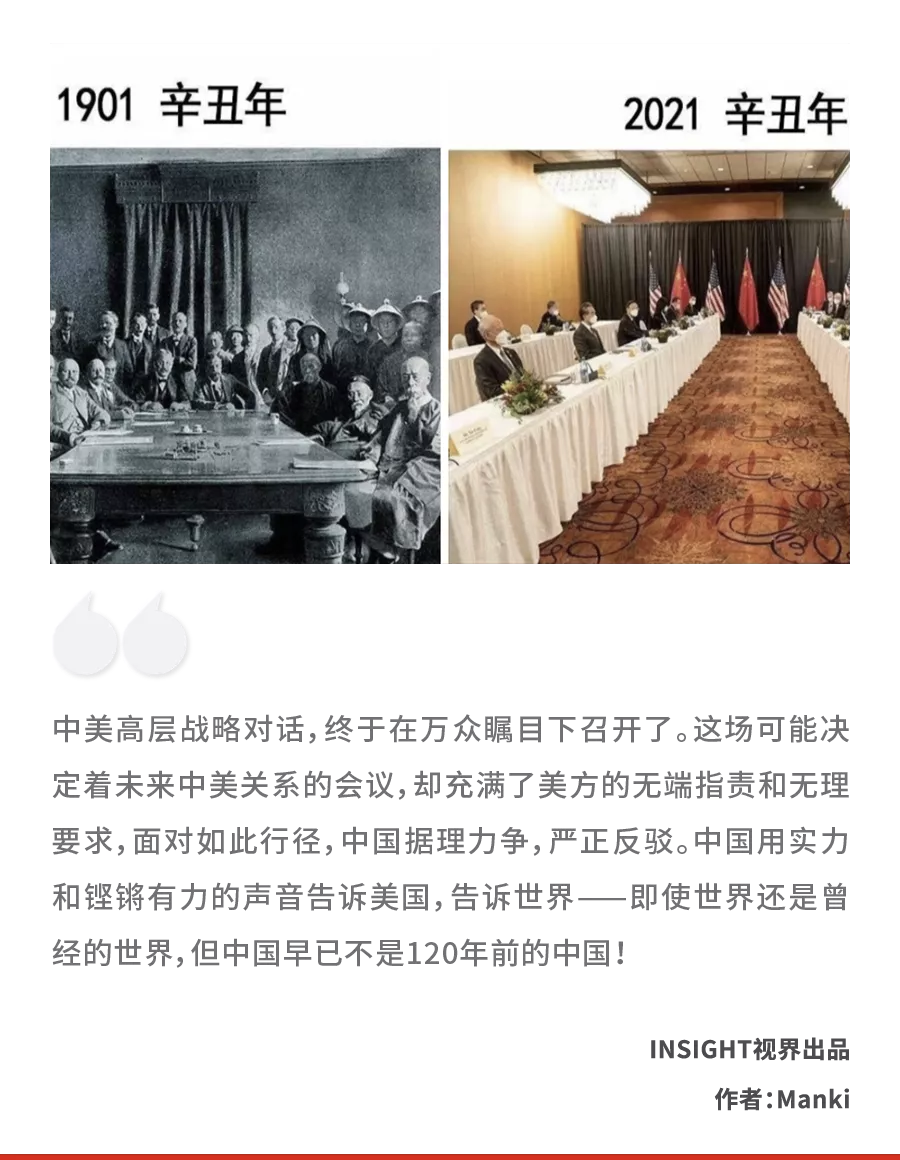 1901 辛丑年
2021 辛丑年
中美高层战略对话，终于在万众瞩目下召开了。这场可能决
定着未来中美关系的会议，却充满了美方的无端指责和无理
要求，面对如此行径，中国据理力争，严正反驳。中国用实力
和铿锵有力的声音告诉美国，告诉世界——即使世界还是曾
经的世界，但中国早已不是120年前的中国！
INSIGHT视界出品
作者：Manki